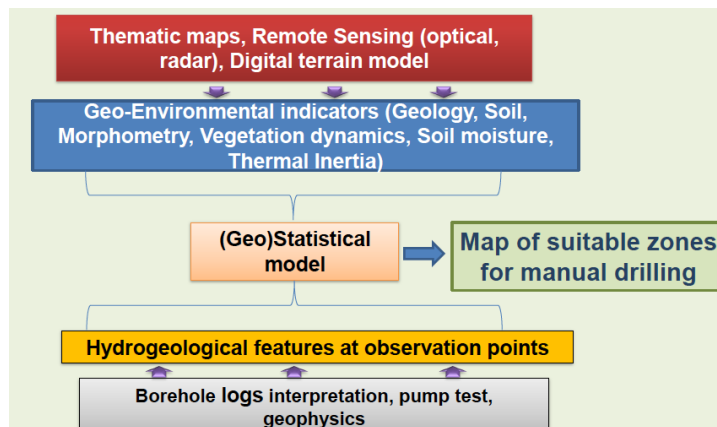 Thematic maps, Remote Sensing (optical,
radar), Digital terrain model
Geo-Environmental indicators (Geology, Soil,
Morphometry, Vegetation dynamics, Soil moisture,
Thermal Inertia)
(Geo)Statistical
model
Map of suitable zones
for manual drilling
Hydrogeological features at observation points
Borehole logs interpretation, pump test,
geophysics